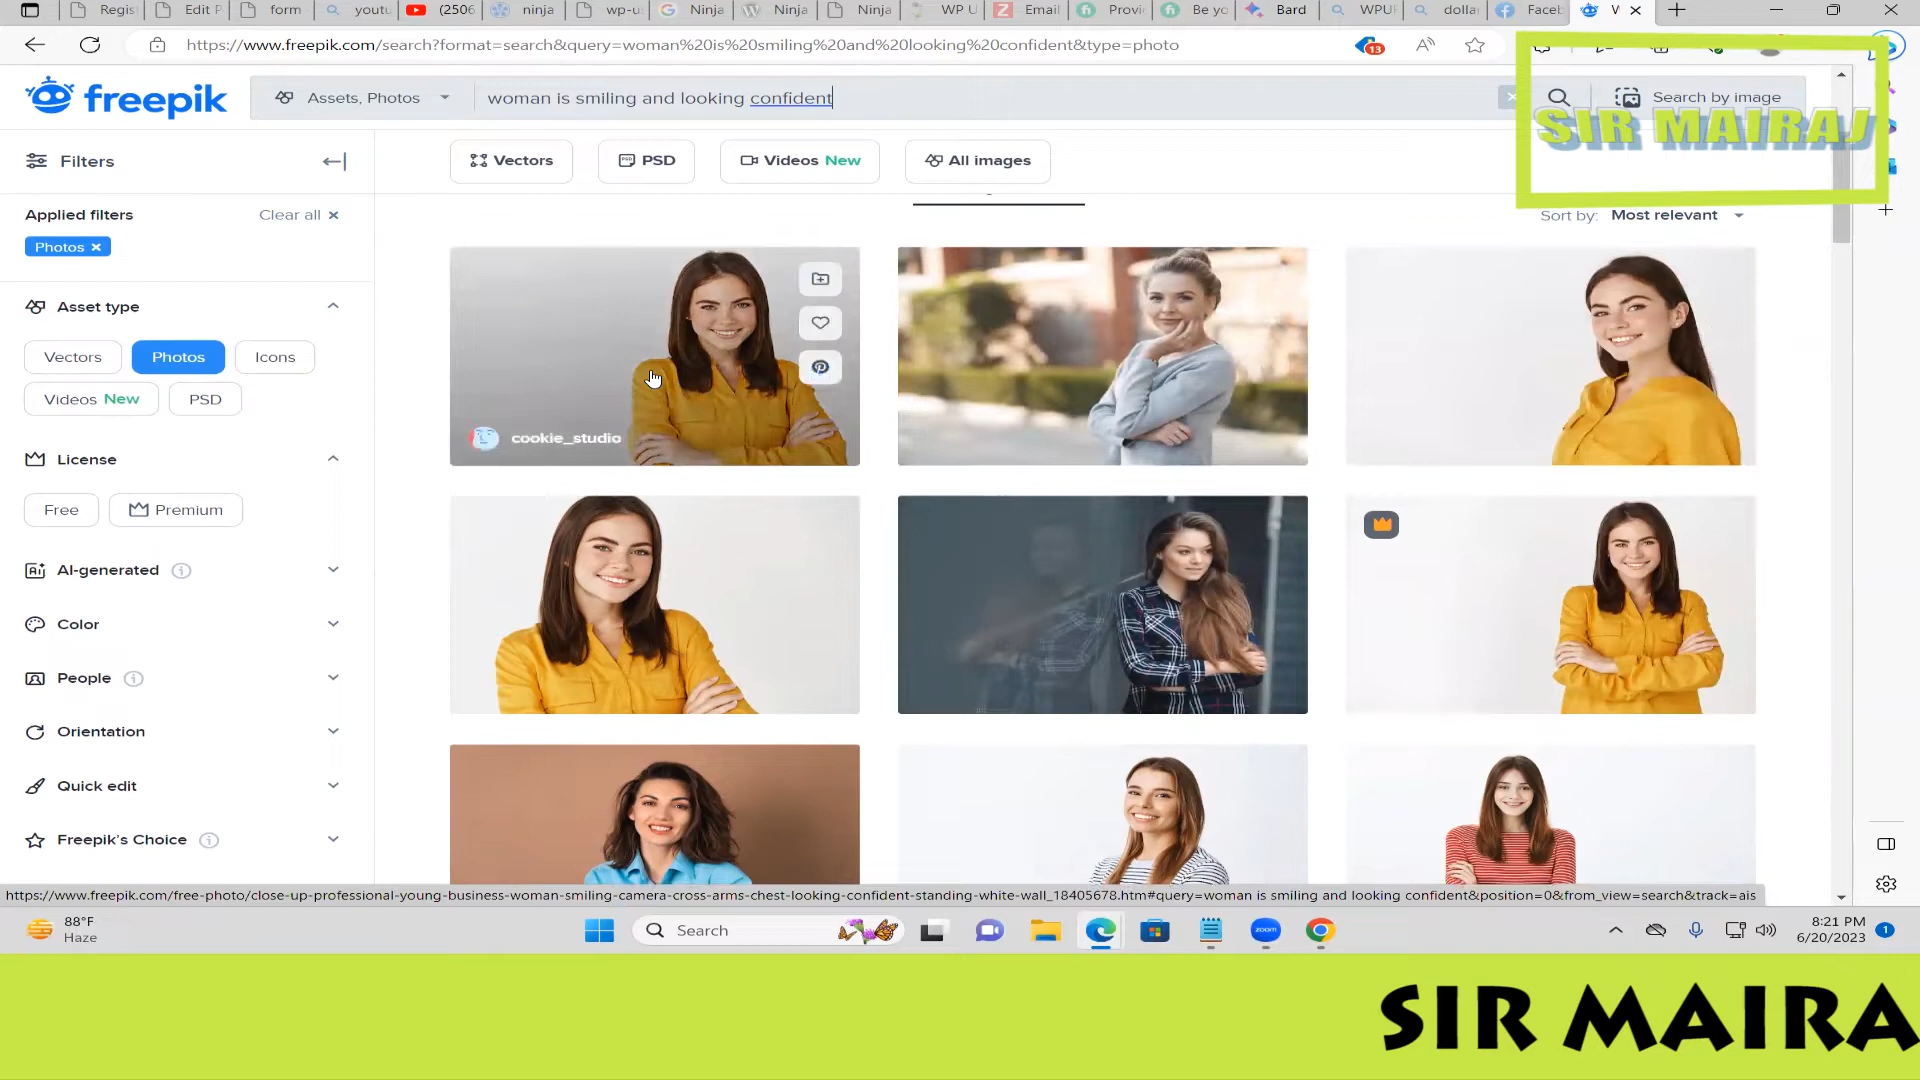 Regis
Edit P
form
youtu
(2506
ninja
wp-u
Ninja
Ninja
Ninja
WP U
Email
Provi
Be yo
Bard
WPU
dolla
Faceb
https://www.freepik.com/search?format=search&query=woman%20is%20smiling%20and%20looking%20confident&type=photo
13
freepik
Assets, Photos
woman is smiling and looking confident
Search by image
SIR MAIRAJ
Filters
Vectors
PSD
Videos New
All images
Applied filters
Clear all
Sort by: Most relevant
Photos
Asset type
Vectors
Photos
Icons
Videos New
PSD
cookie_studio
License
Free
Premium
AI-generated
Color
People
Orientation
Quick edit
Freepik's Choice
https://www.freepik.com/free-photo/close-up-professional-young-business-woman-smiling-camera-cross-arms-chest-looking-confident-standing-white-wall_18405678.htm#query=woman is smiling and looking confident&position=0&from_view=search&track=ais
88°F
Haze
Search
zoom
8:21 PM
6/20/2023
1
SIR MAIRA